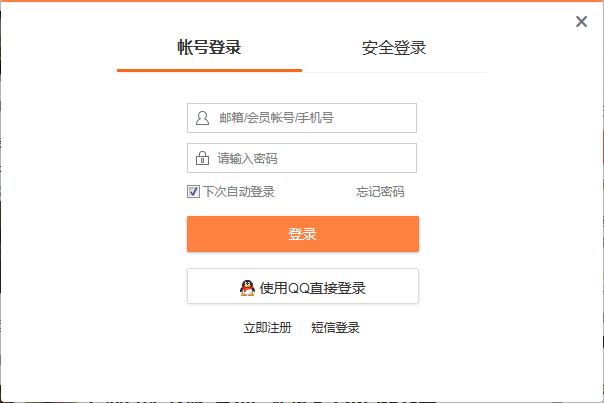 帐号登录 安全登录
邮箱/会员帐号/手机号
请输入密码
下次自动登录 忘记密码
登录
使用QQ直接登录
立即注册 短信登录